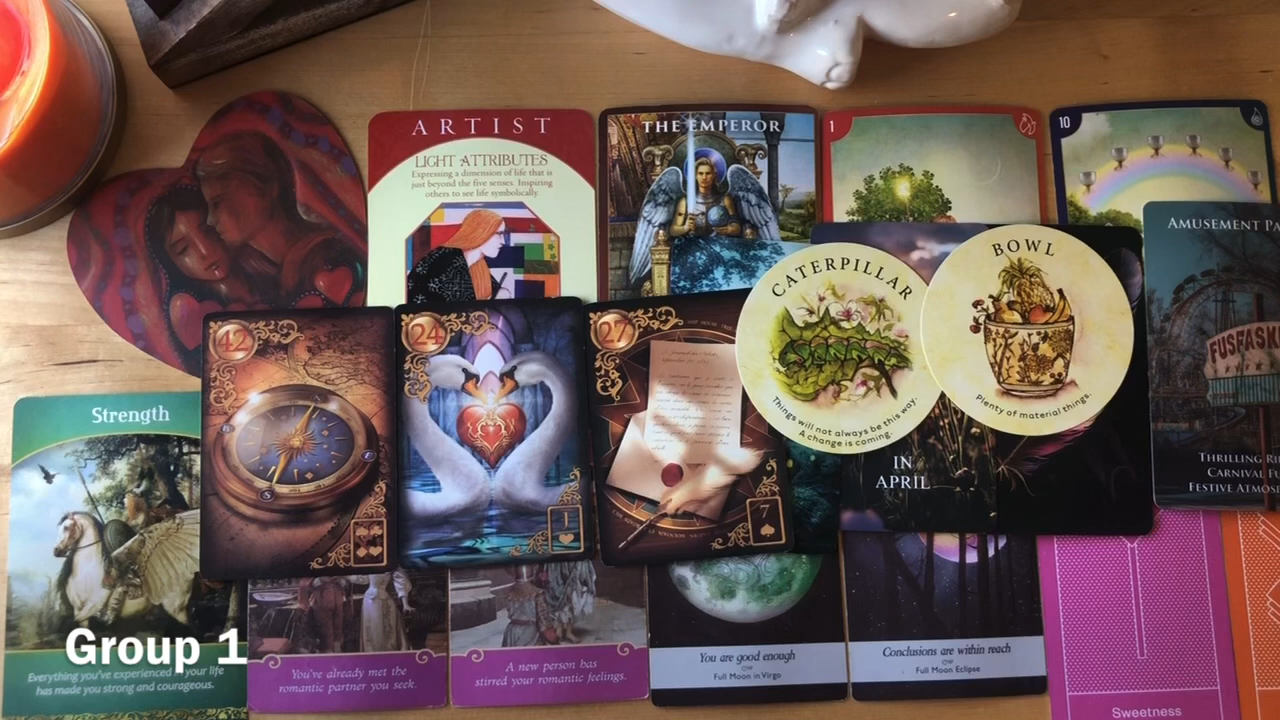 ARTIST
LIGHT ATTRIBUTES
Expressing a dimension of life that is
just beyond the five senses. Inspiring
others to see life symbolically.
THE EMPEROR
1
10
AMUSEMENT PA
FUSFASK
THRILLING RI
CARNIVAL FU
FESTIVE ATMOS
CATERPILLAR
Things will not always be this way.
A change is coming.
BOWL
Plenty of material things.
42
S
E
24
J
27
7
IN
APRIL
Strength
Everything you've experienced in your life
has made you strong and courageous.
Group 1
You've already met the
romantic partner you seek.
A new person has
stirred your romantic feelings.
You are good enough
Full Moon in Virgo
Conclusions are within reach
Full Moon Eclipse
Sweetness